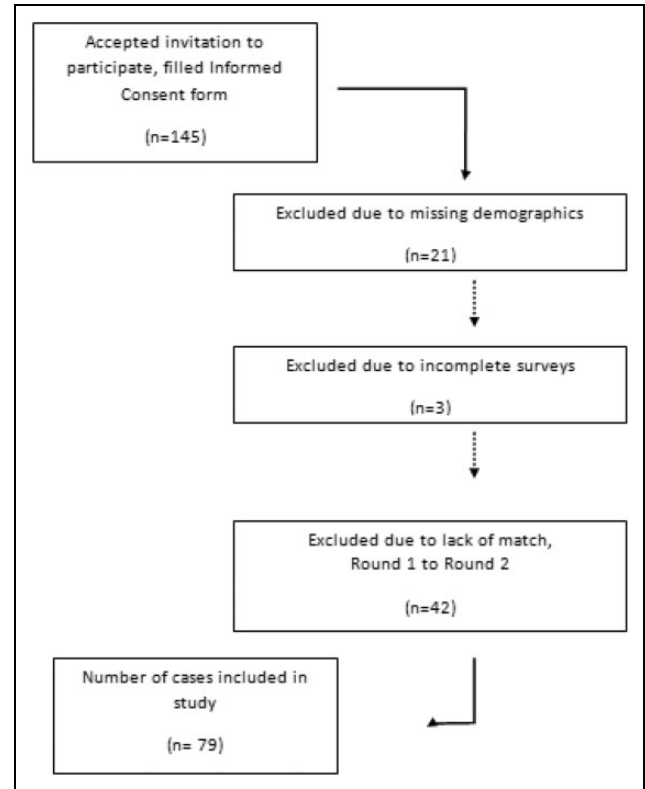 Accepted invitation to
participate, filled Informed
Consent form
(n=145)
Excluded due to missing demographics
(n=21)
Excluded due to incomplete surveys
(n=3)
Excluded due to lack of match,
Round 1 to Round 2
(n=42)
Number of cases included in
study
(n= 79)